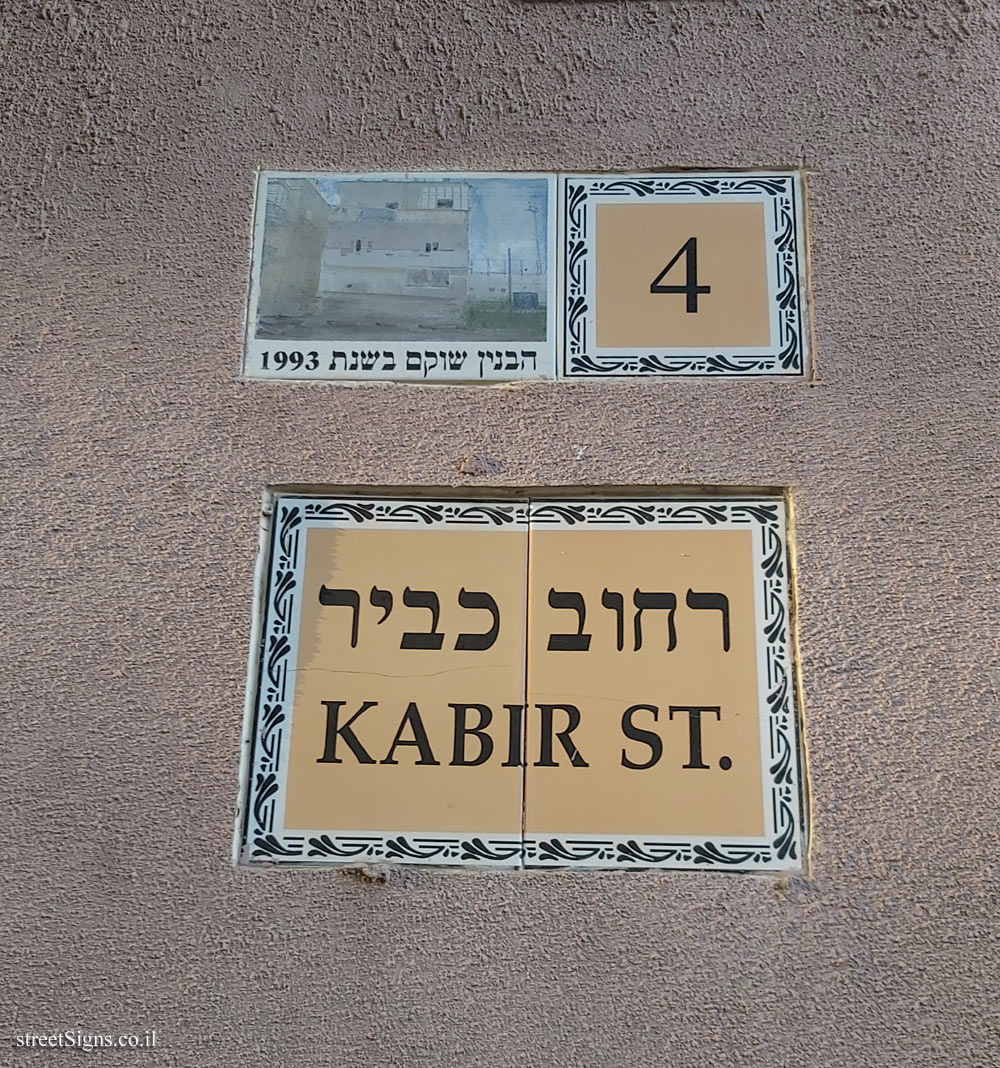 4
הבנין שוקם בשנת 1993
רחוב כביר
KABIR ST.
streetSigns.co.il